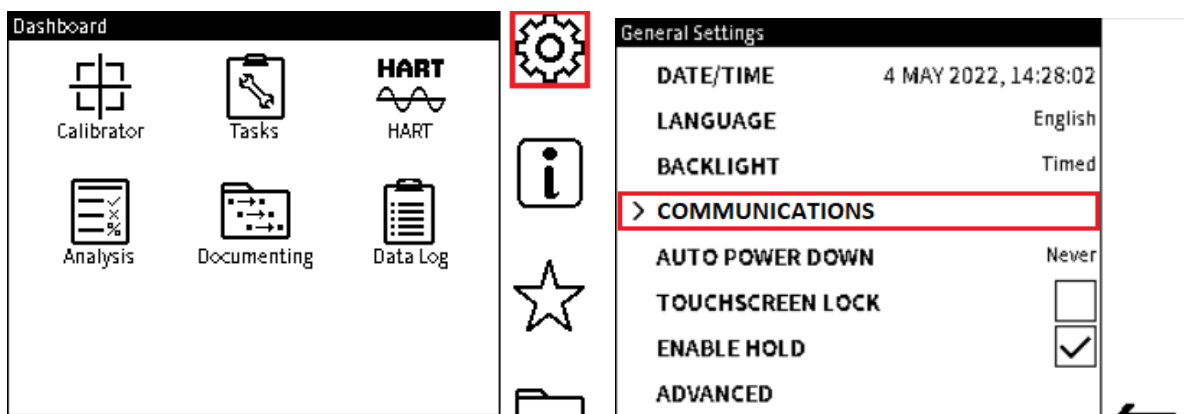 Dashboard
HART
Calibrator Tasks HART
Analysis Documenting Data Log
General Settings
DATE/TIME 4 MAY 2022, 14:28:02
LANGUAGE English
BACKLIGHT Timed
> COMMUNICATIONS
AUTO POWER DOWN Never
TOUCHSCREEN LOCK
ENABLE HOLD
ADVANCED